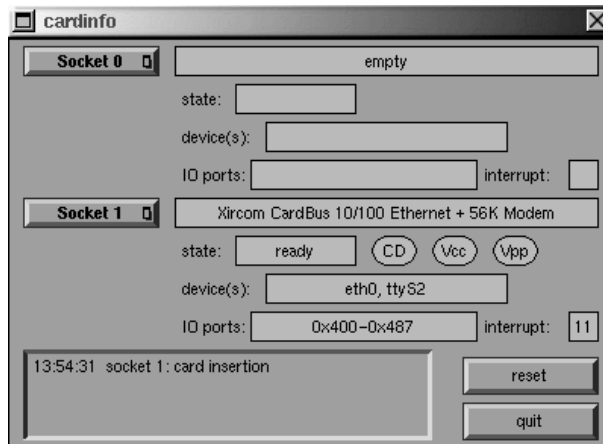 cardinfo
Socket 0 empty
state:
device(s):
IO ports: interrupt:
Socket 1 Xircom CardBus 10/100 Ethernet + 56K Modem
state: ready CD Vcc Vpp
device(s): eth0, ttyS2
IO ports: 0x400-0x487 interrupt: 11
13:54:31 socket 1: card insertion
reset
quit